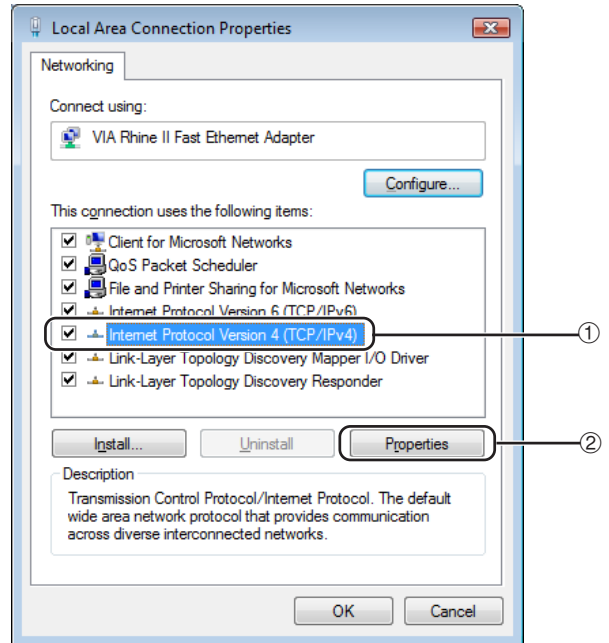 Local Area Connection Properties
Networking
Connect using:
VIA Rhine II Fast Ethernet Adapter
Configure...
This connection uses the following items:
Client for Microsoft Networks
QoS Packet Scheduler
File and Printer Sharing for Microsoft Networks
Internet Protocol Version 6 (TCP/IPv6)
Internet Protocol Version 4 (TCP/IPv4)
①
Link-Layer Topology Discovery Mapper I/O Driver
Link-Layer Topology Discovery Responder
Install...
Uninstall
Properties
②
Description
Transmission Control Protocol/Internet Protocol. The default
wide area network protocol that provides communication
across diverse interconnected networks.
OK
Cancel